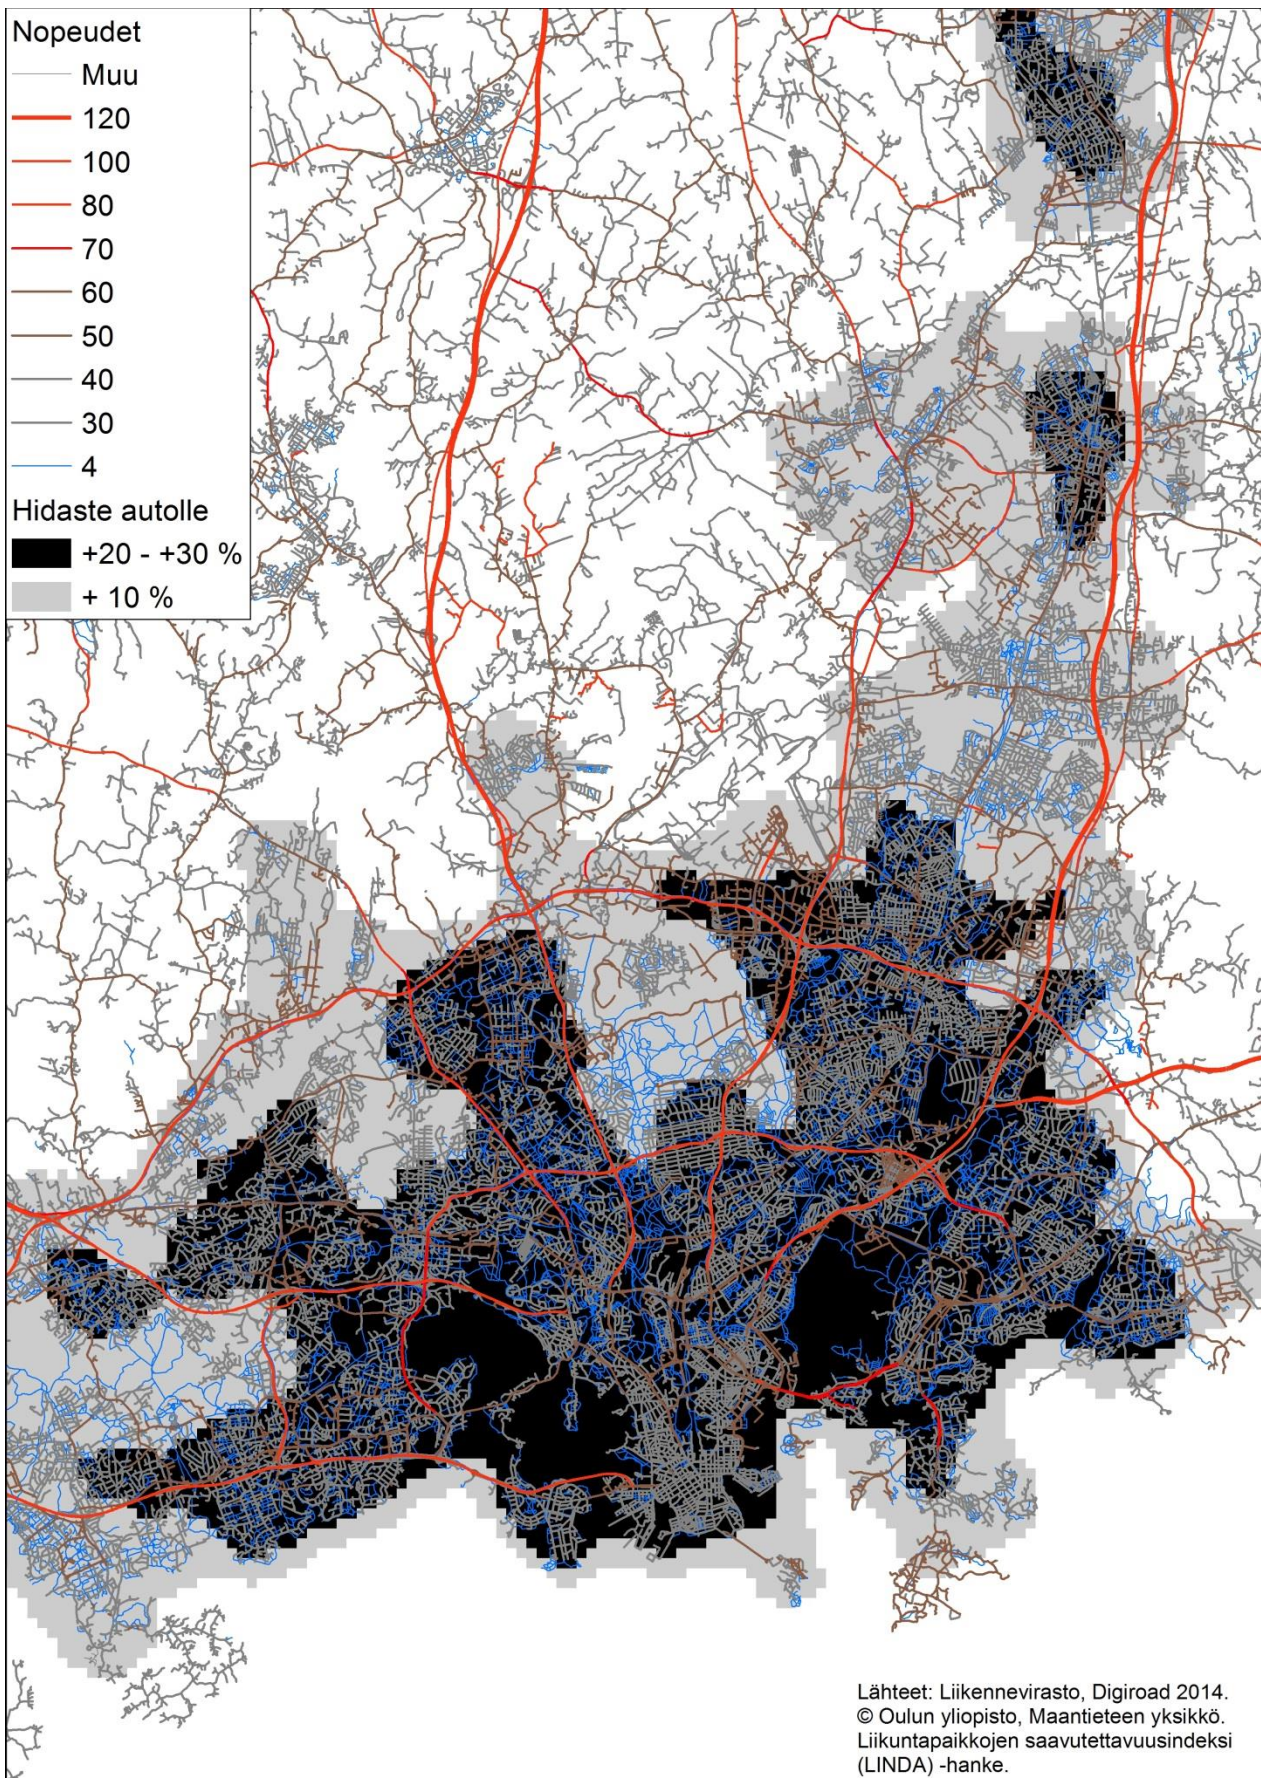 Nopeudet
Muu
120
100
80
70
60
50
40
30
4
Hidaste autolle
+20 - +30 %
+ 10 %
Lähteet: Liikennevirasto, Digiroad 2014.
© Oulun yliopisto, Maantieteen yksikkö.
Liikuntapaikkojen saavutettavuusindeksi
(LINDA) -hanke.